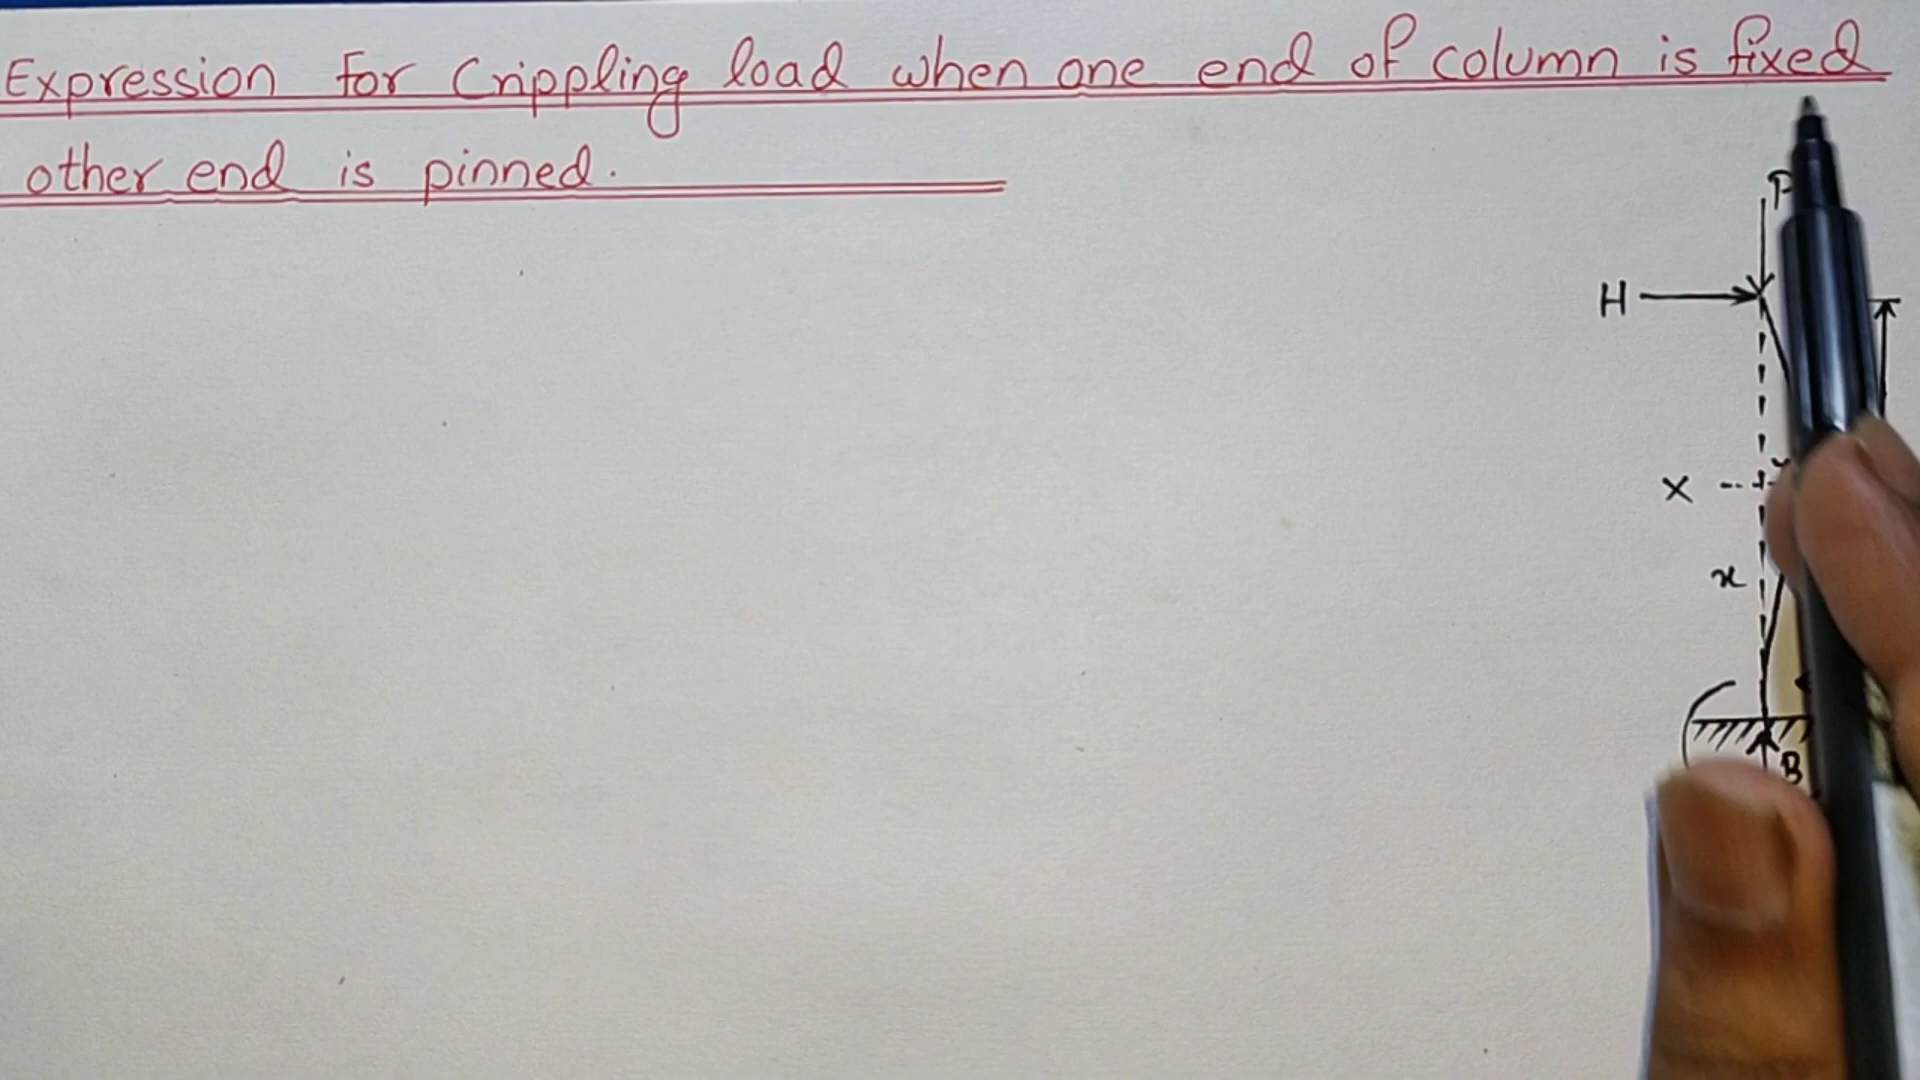 Expression for Crippling load when one end of column is fixed
other end is pinned.
P
H
X
x
B